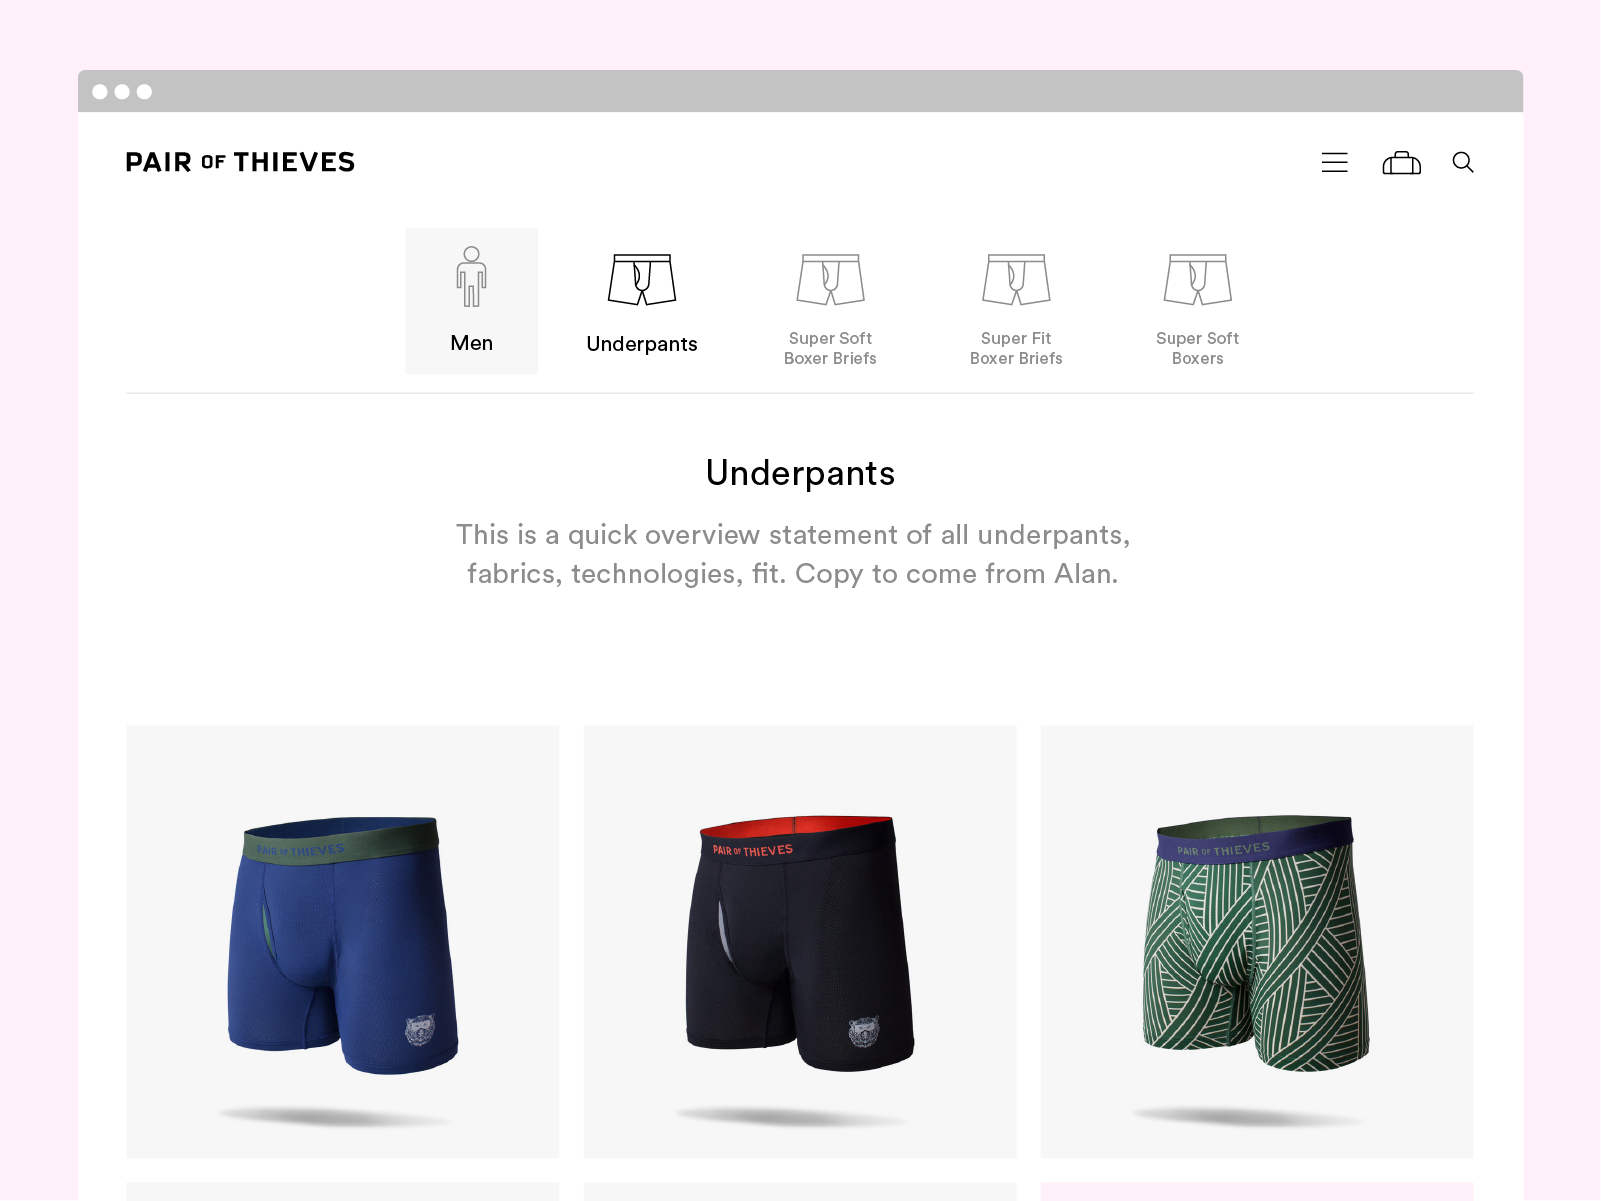 PAIR OF THIEVES
Men
Underpants
Super Soft
Boxer Briefs
Super Fit
Boxer Briefs
Super Soft
Boxers
Underpants
This is a quick overview statement of all underpants,
fabrics, technologies, fit. Copy to come from Alan.
PAIR OF THIEVES
PAIR OF THIEVES
PAIR OF THIEVES